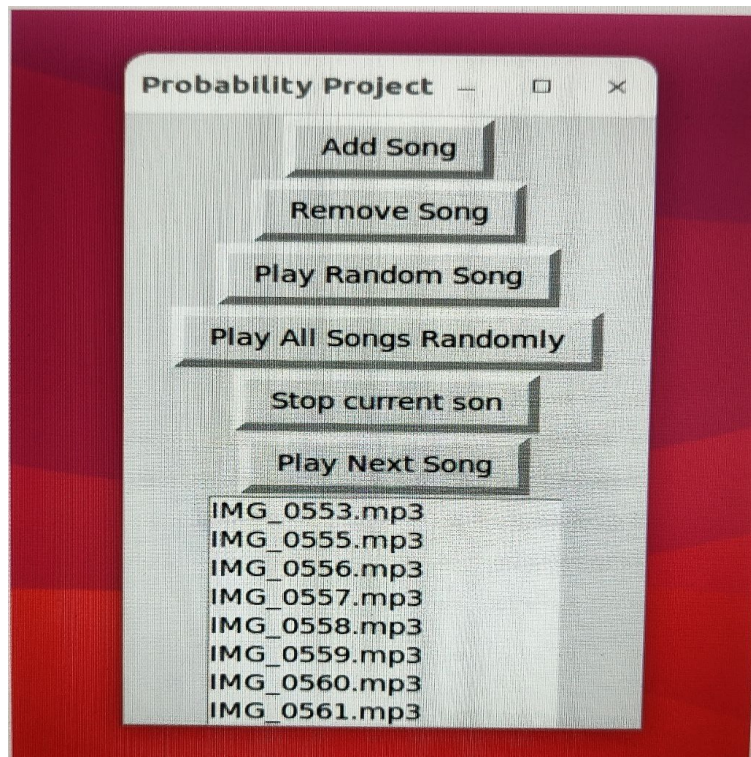 Probability Project
Add Song
Remove Song
Play Random Song
Play All Songs Randomly
Stop current son
Play Next Song
IMG_0553.mp3
IMG_0555.mp3
IMG_0556.mp3
IMG_0557.mp3
IMG_0558.mp3
IMG_0559.mp3
IMG_0560.mp3
IMG_0561.mp3